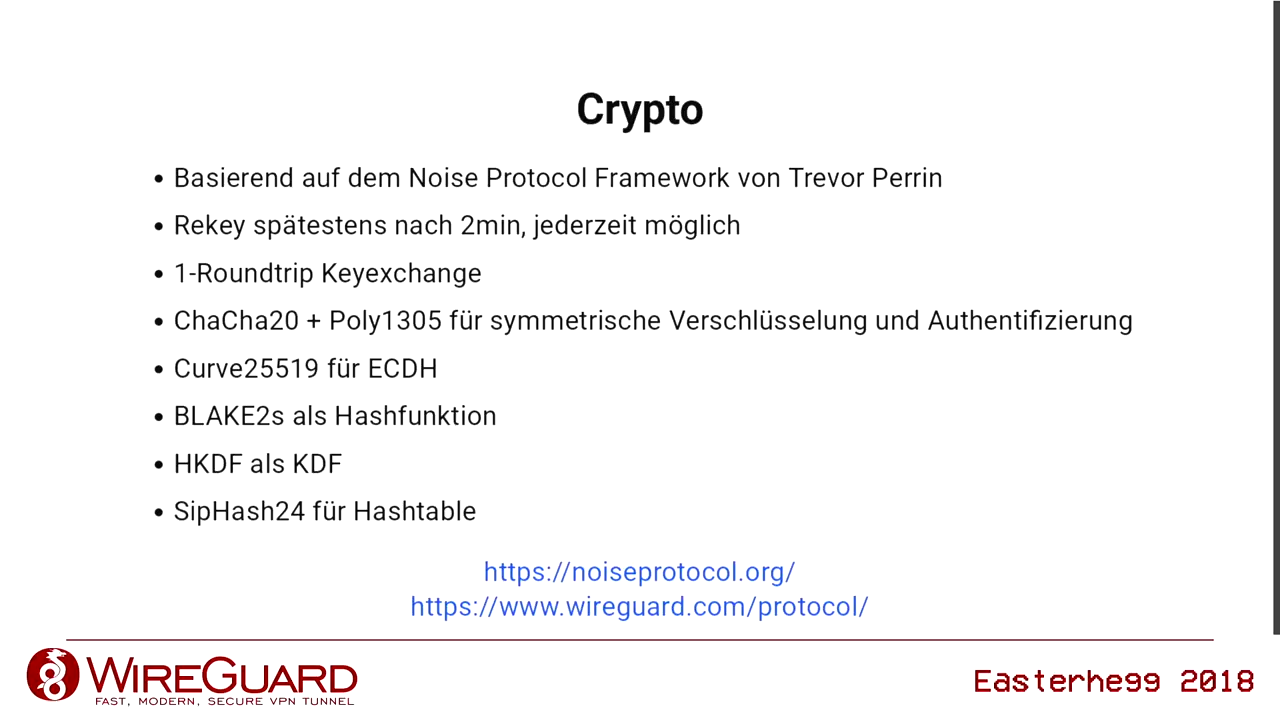 Crypto
• Basierend auf dem Noise Protocol Framework von Trevor Perrin
• Rekey spätestens nach 2min, jederzeit möglich
• 1-Roundtrip Keyexchange
• ChaCha20 + Poly1305 für symmetrische Verschlüsselung und Authentifizierung
• Curve25519 für ECDH
• BLAKE2s als Hashfunktion
• HKDF als KDF
• SipHash24 für Hashtable
https://noiseprotocol.org/
https://www.wireguard.com/protocol/
WIREGUARD
FAST, MODERN, SECURE VPN TUNNEL
Easterhegg 2018